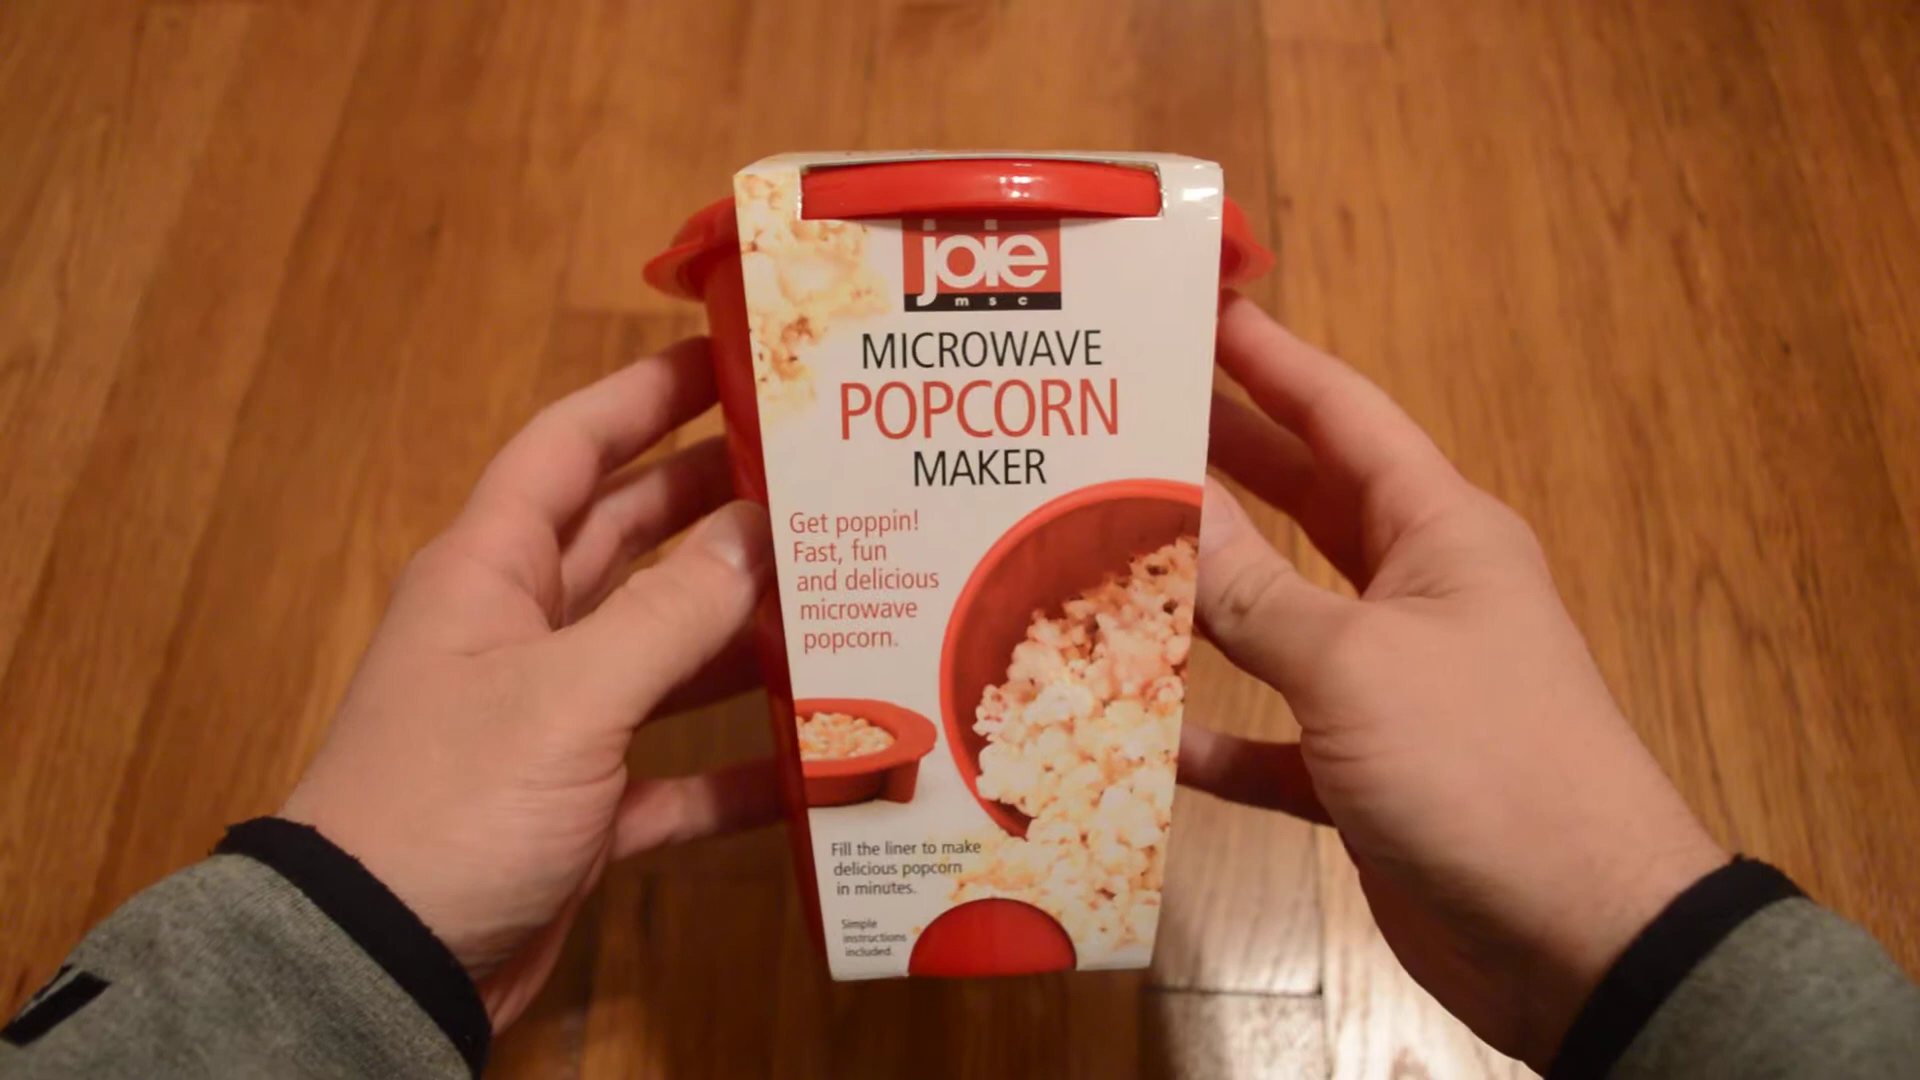 joie
msc
MICROWAVE
POPCORN
MAKER
Get poppin!
Fast, fun
and delicious
microwave
popcorn.
Fill the liner to make
delicious popcorn
in minutes.
Simple
instructions
included.